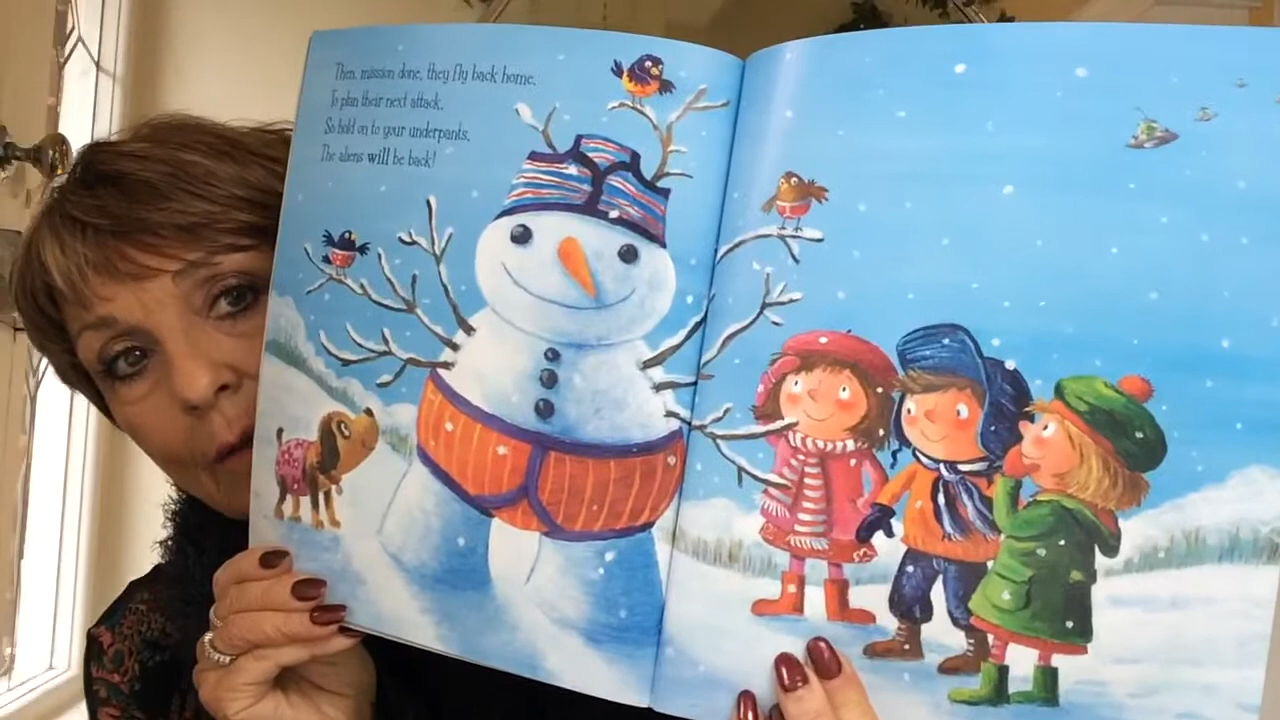 Then, mission done, they fly back home,
To plan their next attack.
So hold on to your underpants,
The aliens will be back!